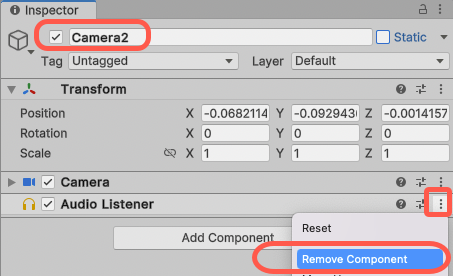 Inspector
Camera2 Static
Tag Untagged Layer Default
Transform
Position X -0.0682114 Y -0.092943 Z -0.0014157
Rotation X 0 Y 0 Z 0
Scale X 1 Y 1 Z 1
Camera
Audio Listener
Reset
Add Component
Remove Component